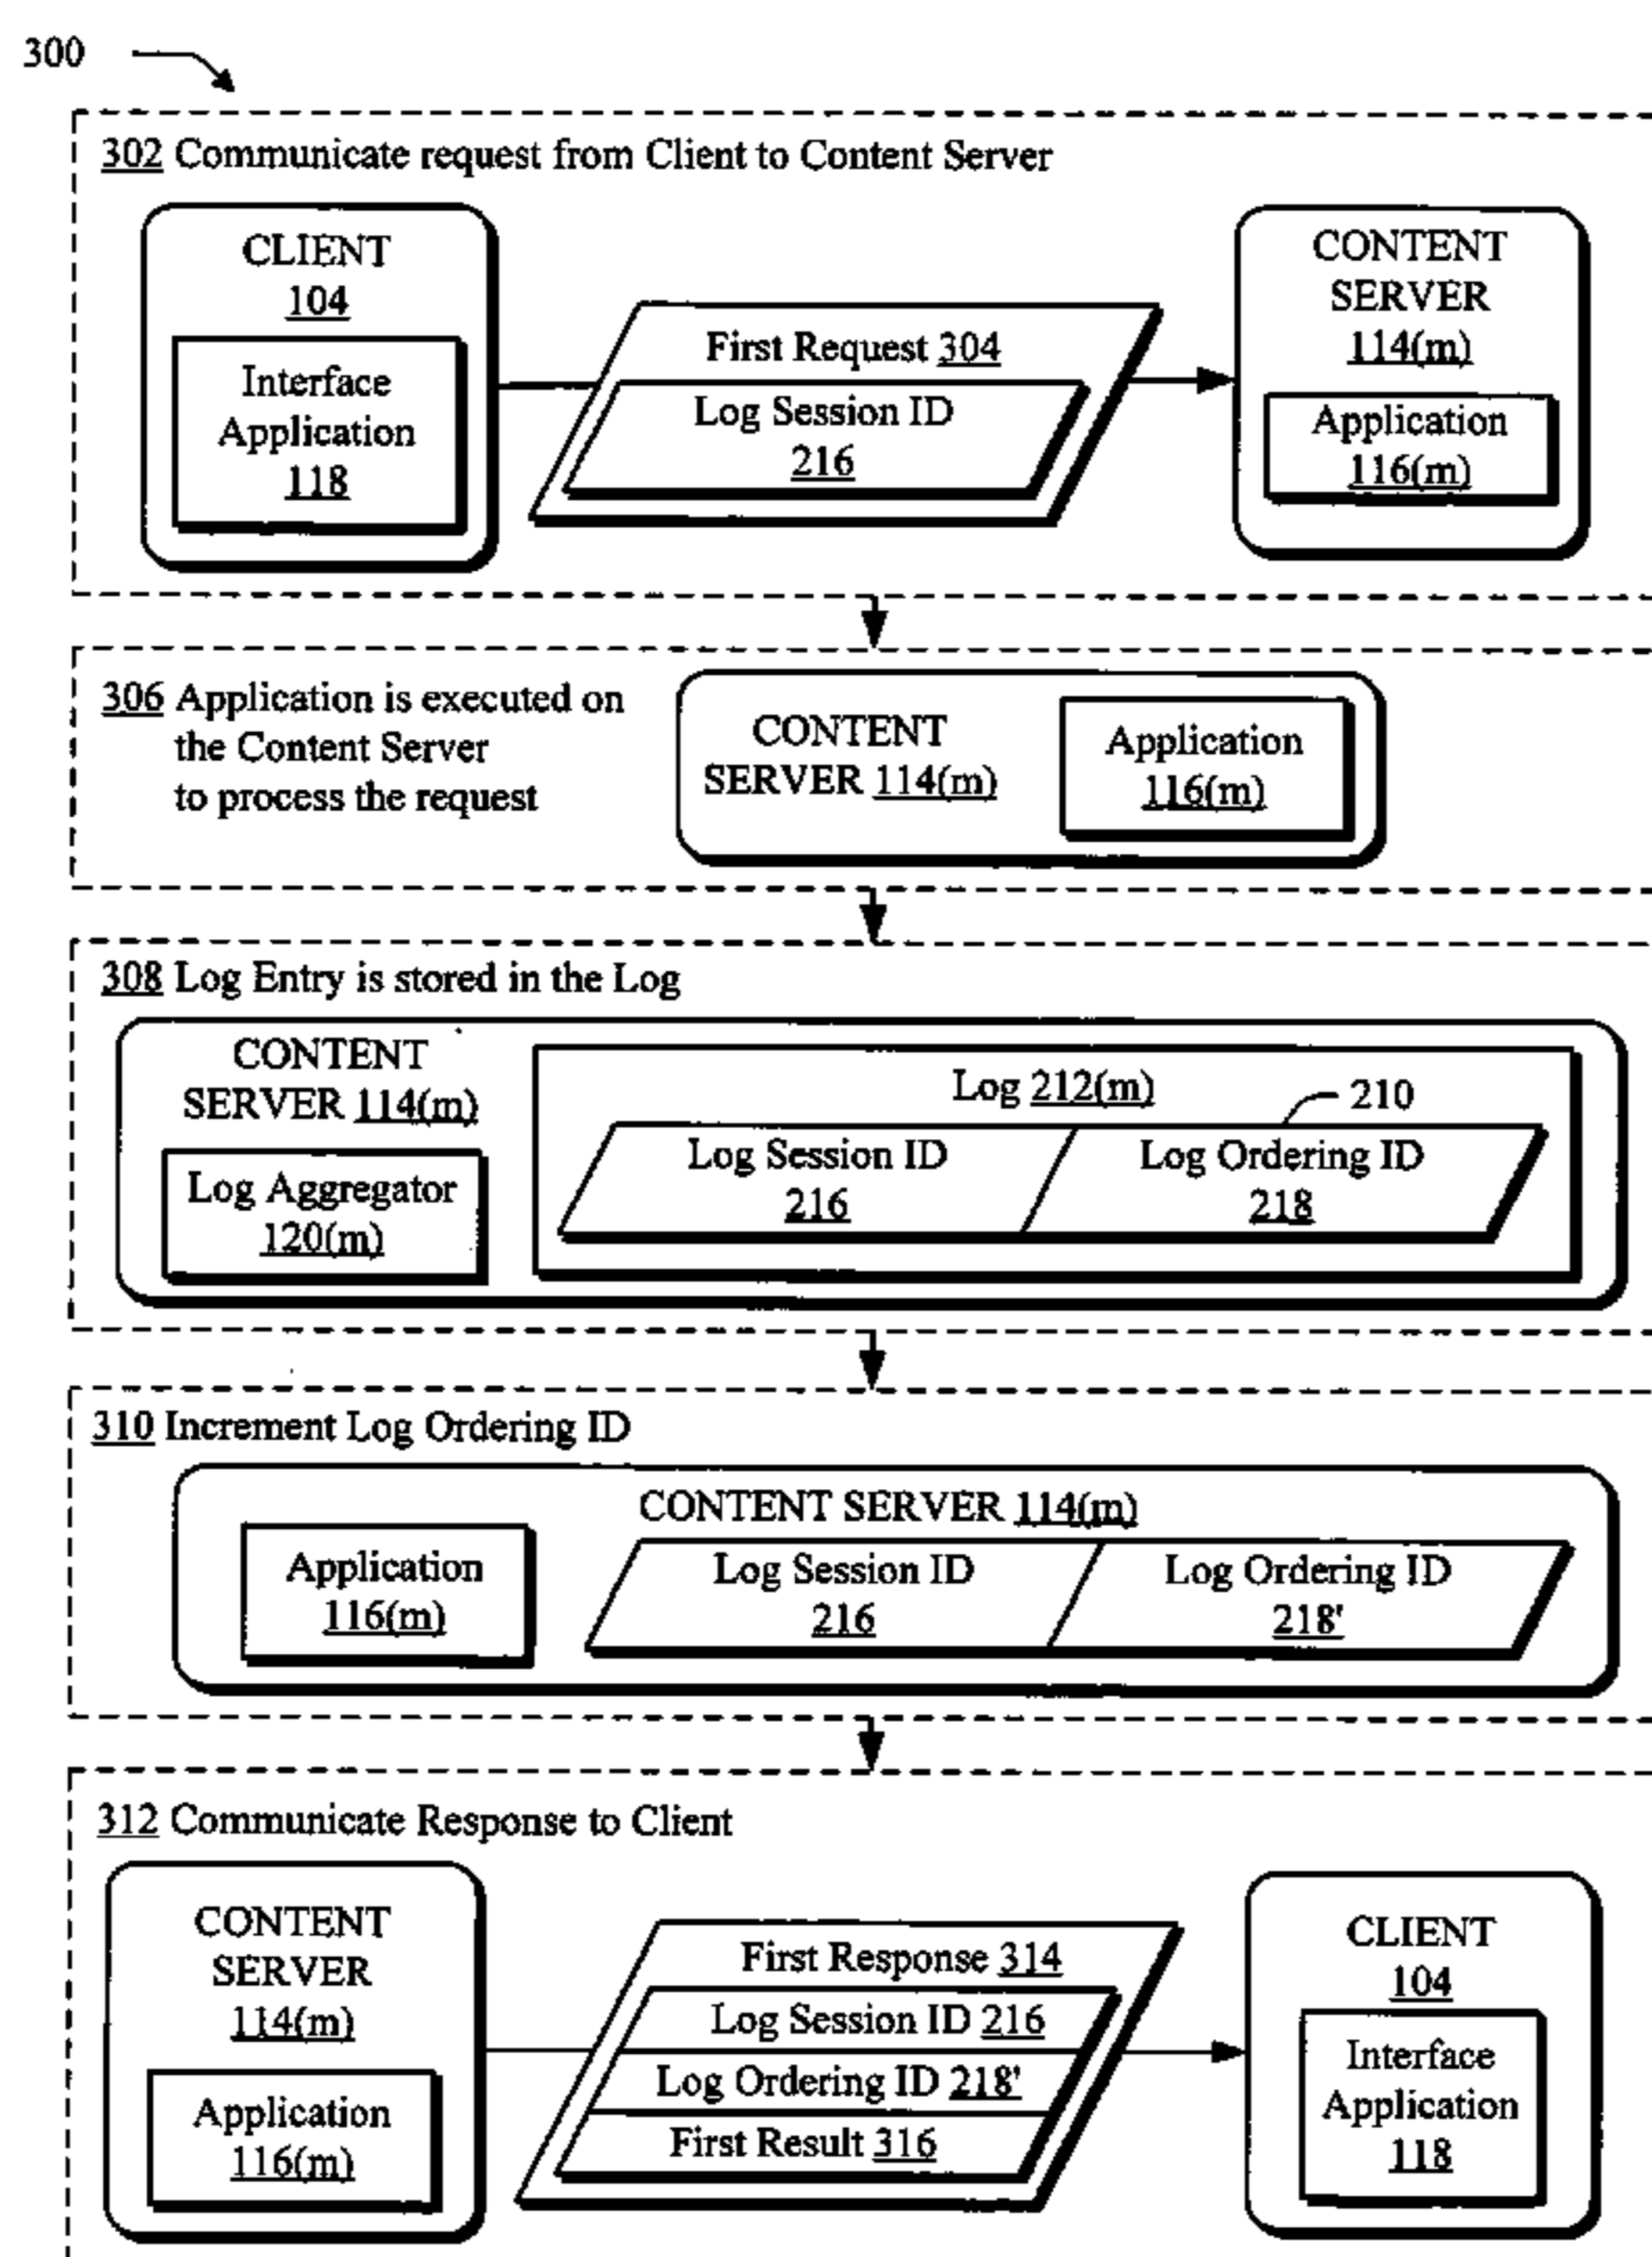 300
302 Communicate request from Client to Content Server
CLIENT
104
Interface
Application
118
First Request 304
Log Session ID
216
CONTENT
SERVER
114(m)
Application
116(m)
306 Application is executed on
the Content Server
to process the request
CONTENT
SERVER 114(m)
Application
116(m)
308 Log Entry is stored in the Log
CONTENT
SERVER 114(m)
Log Aggregator
120(m)
Log 212(m)
210
Log Session ID
216
Log Ordering ID
218
310 Increment Log Ordering ID
CONTENT SERVER 114(m)
Application
116(m)
Log Session ID
216
Log Ordering ID
218'
312 Communicate Response to Client
CONTENT
SERVER
114(m)
Application
116(m)
First Response 314
Log Session ID 216
Log Ordering ID 218'
First Result 316
CLIENT
104
Interface
Application
118